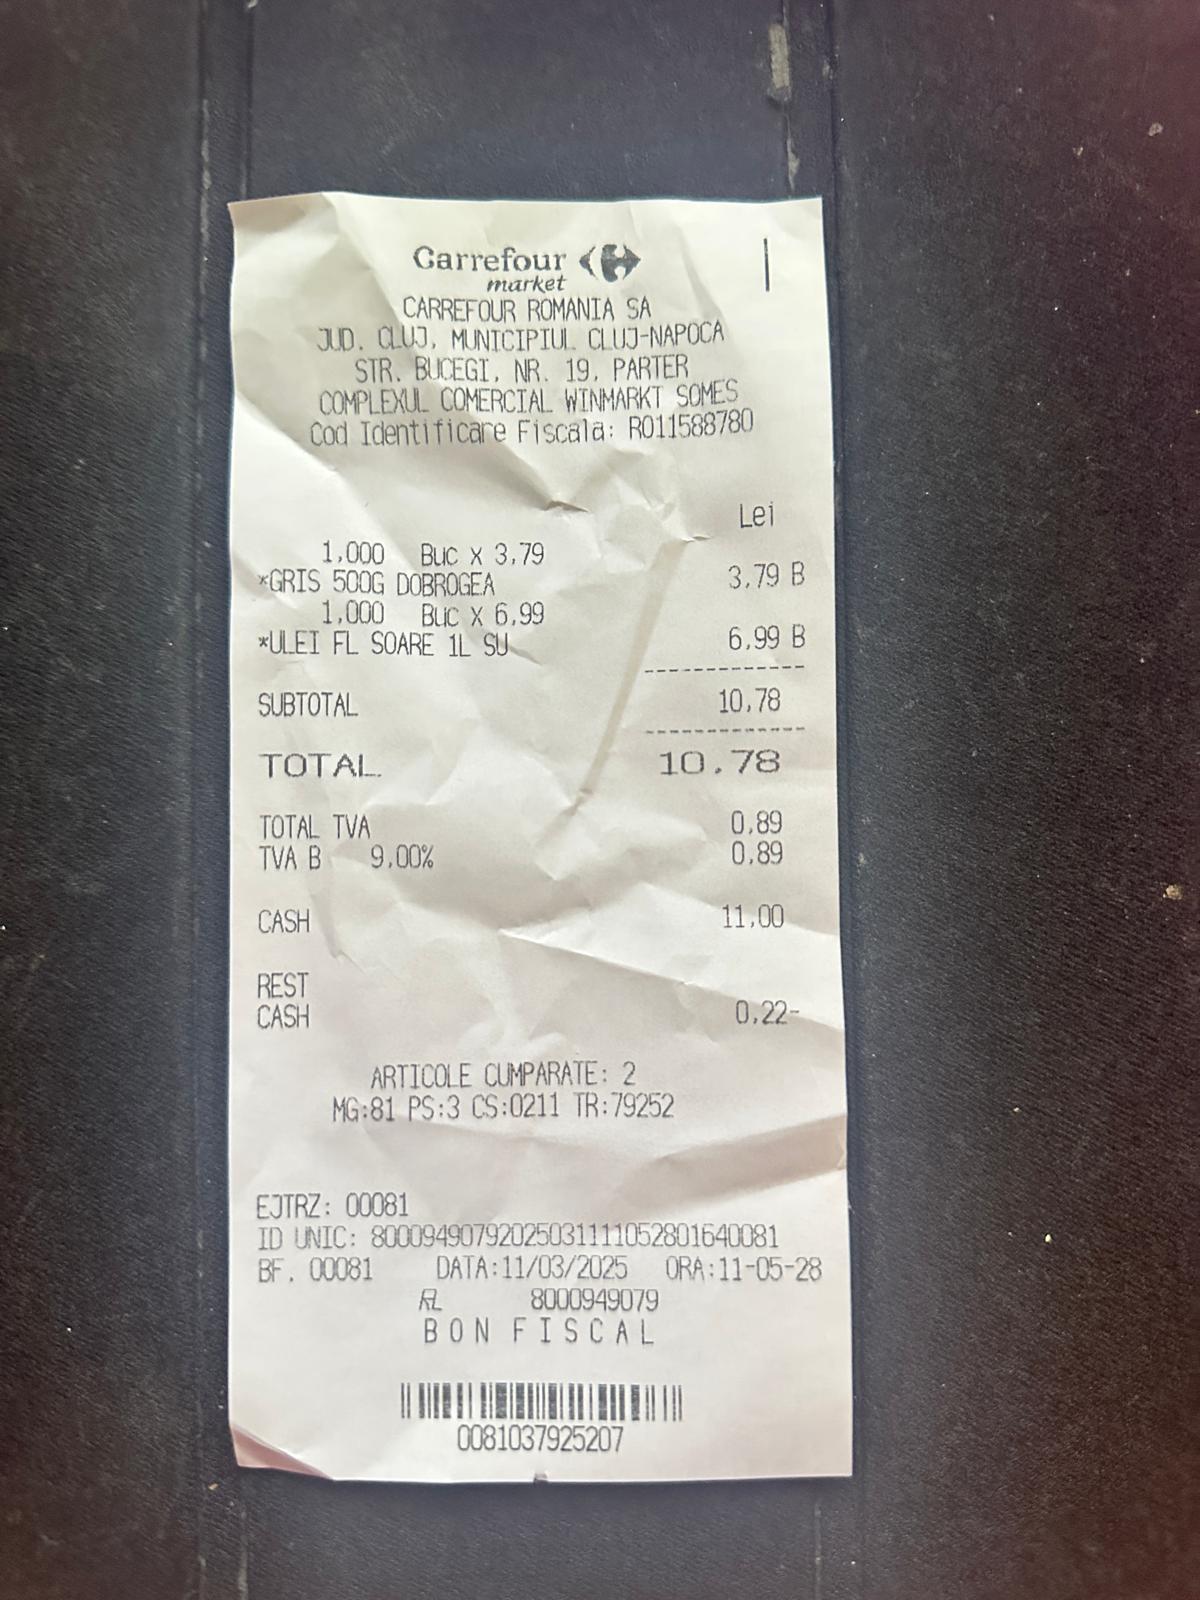 Carrefour
market
CARREFOUR ROMANIA SA
JUD. CLUJ, MUNICIPIUL CLUJ-NAPOCA
STR. BUCEGI, NR. 19, PARTER
COMPLEXUL COMERCIAL WINMARKT SOMES
Cod Identificare Fiscala: RO11588780
Lei
1,000 Buc x 3,79
*GRIS 500G DOBROGEA 3,79 B
1,000 Buc x 6,99
*ULEI FL SOARE 1L SU 6,99 B
SUBTOTAL 10,78
TOTAL 10.78
TOTAL TVA 0,89
TVA B 9,00% 0,89
CASH 11,00
REST
CASH 0,22-
ARTICOLE CUMPARATE: 2
MG:81 PS:3 CS:0211 TR:79252
EJTRZ: 00081
ID UNIC: 80009490792025031111052801640081
BF. 00081 DATA:11/03/2025 ORA:11-05-28
8000949079
BON FISCAL
0081037925207